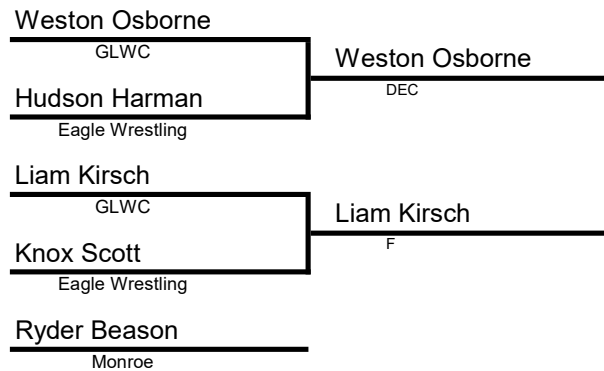 Weston Osborne
GLWC
Weston Osborne
DEC
Hudson Harman
Eagle Wrestling
Liam Kirsch
GLWC
Liam Kirsch
F
Knox Scott
Eagle Wrestling
Ryder Beason
Monroe